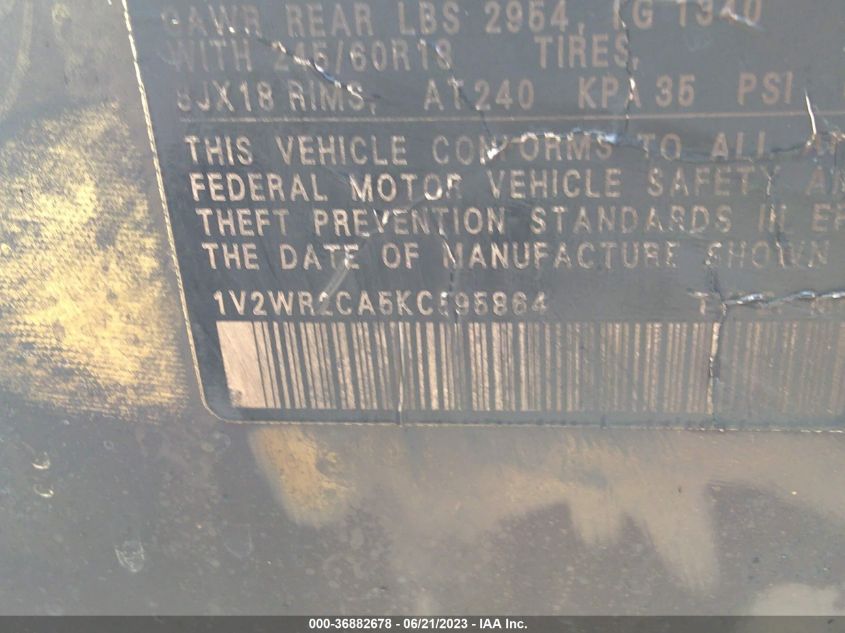 GAWR REAR LBS 2954, KG 1340
WITH 245/60R18 TIRES,
8JX18 RIMS, AT 240 KPA 35 PSI
THIS VEHICLE CONFORMS TO ALL
FEDERAL MOTOR VEHICLE SAFETY
THEFT PREVENTION STANDARDS IN
THE DATE OF MANUFACTURE SHOWN
1V2WR2CA5KC595864
000-36882678 - 06/21/2023 - IAA Inc.